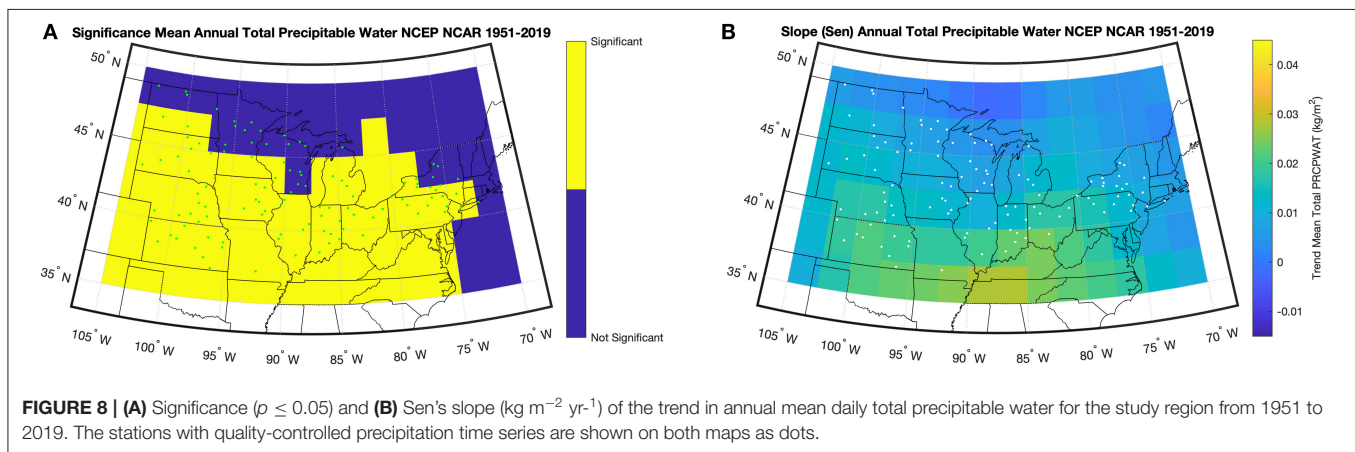 A Significance Mean Annual Total Precipitable Water NCEP NCAR 1951-2019
50° N
45° N
40° N
35° N
105° W
100° W
95° W
90° W
85° W
80° W
75° W
70° W
Significant
Not Significant
B Slope (Sen) Annual Total Precipitable Water NCEP NCAR 1951-2019
50° N
45° N
40° N
35° N
105° W
100° W
95° W
90° W
85° W
80° W
75° W
70° W
0.04
0.03
0.02
0.01
0
-0.01
Trend Mean Total PRCPWAT (kg/m²)
FIGURE 8 | (A) Significance (p ≤ 0.05) and (B) Sen's slope (kg m⁻² yr-¹) of the trend in annual mean daily total precipitable water for the study region from 1951 to
2019. The stations with quality-controlled precipitation time series are shown on both maps as dots.